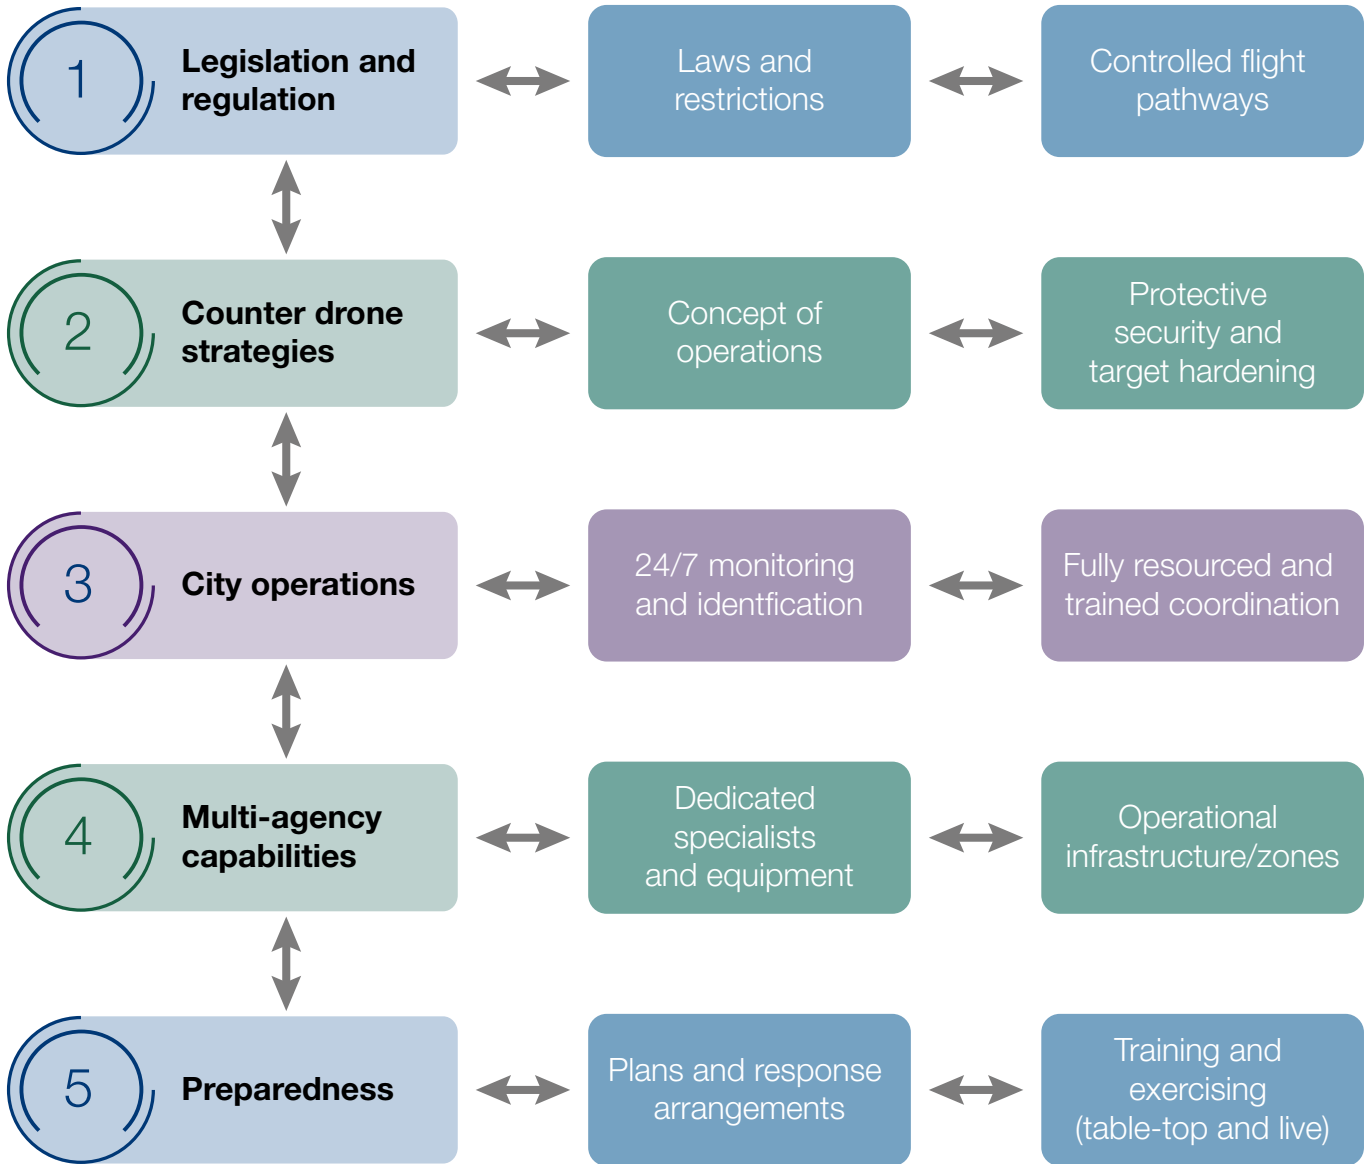 1
Legislation and
regulation
Laws and
restrictions
Controlled flight
pathways
2
Counter drone
strategies
Concept of
operations
Protective
security and
target hardening
3
City operations
24/7 monitoring
and identfication
Fully resourced and
trained coordination
4
Multi-agency
capabilities
Dedicated
specialists
and equipment
Operational
infrastructure/zones
5
Preparedness
Plans and response
arrangements
Training and
exercising
(table-top and live)